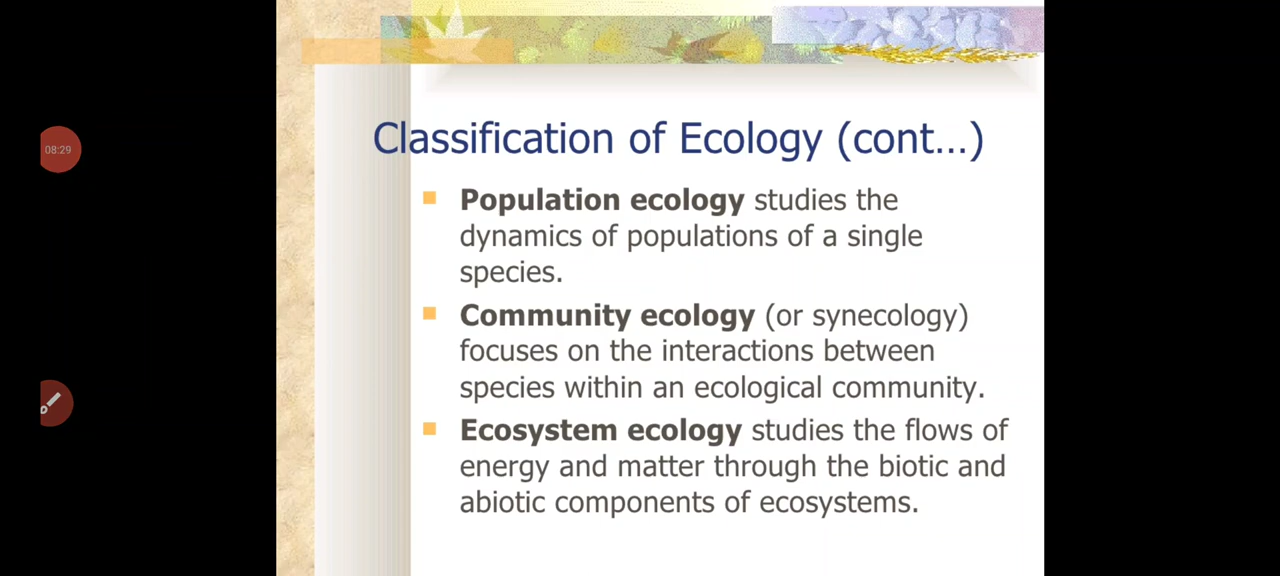 08:29
Classification of Ecology (cont...)
Population ecology studies the
dynamics of populations of a single
species.
Community ecology (or synecology)
focuses on the interactions between
species within an ecological community.
Ecosystem ecology studies the flows of
energy and matter through the biotic and
abiotic components of ecosystems.